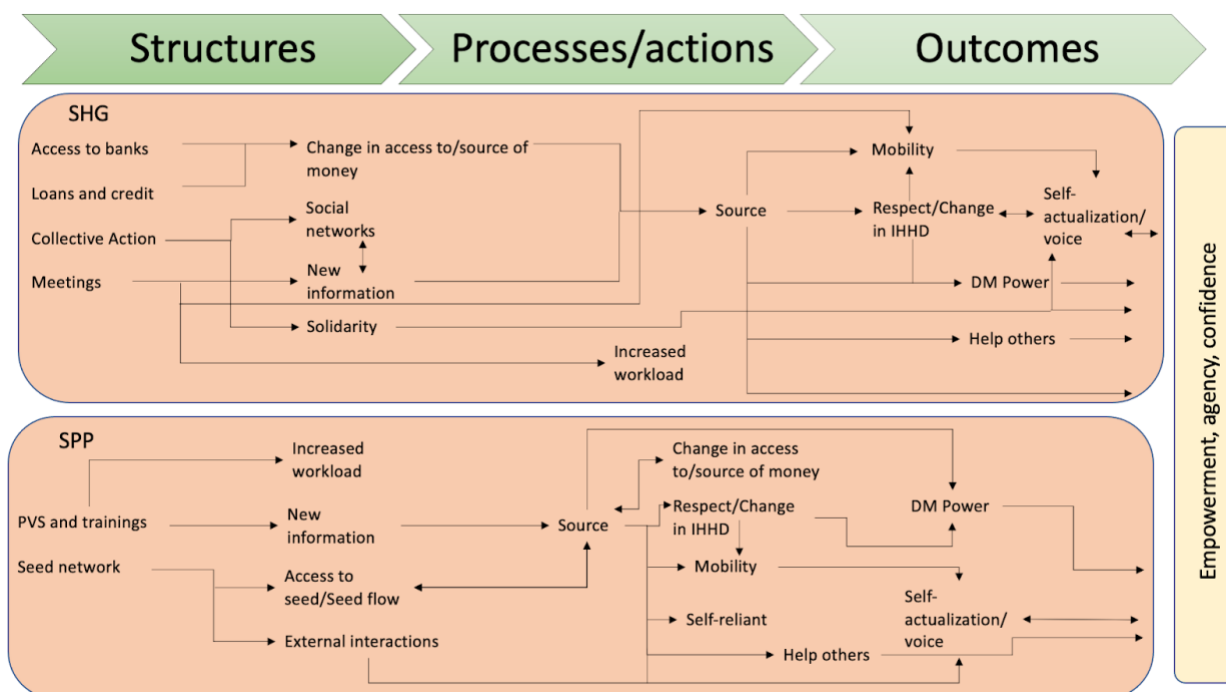 Structures
Processes/actions
Outcomes
SHG
Access to banks
Loans and credit
Collective Action
Meetings
Change in access to/source of
money
Social
networks
New
information
Solidarity
Increased
workload
Source
Mobility
Respect/Change
in IHHD
Self-
actualization/
voice
DM Power
Help others
SPP
PVS and trainings
Seed network
Increased
workload
New
information
Access to
seed/Seed flow
External interactions
Source
Change in access
to/source of money
Respect/Change
in IHHD
Mobility
Self-reliant
Help others
DM Power
Self-
actualization/
voice
Empowerment, agency, confidence